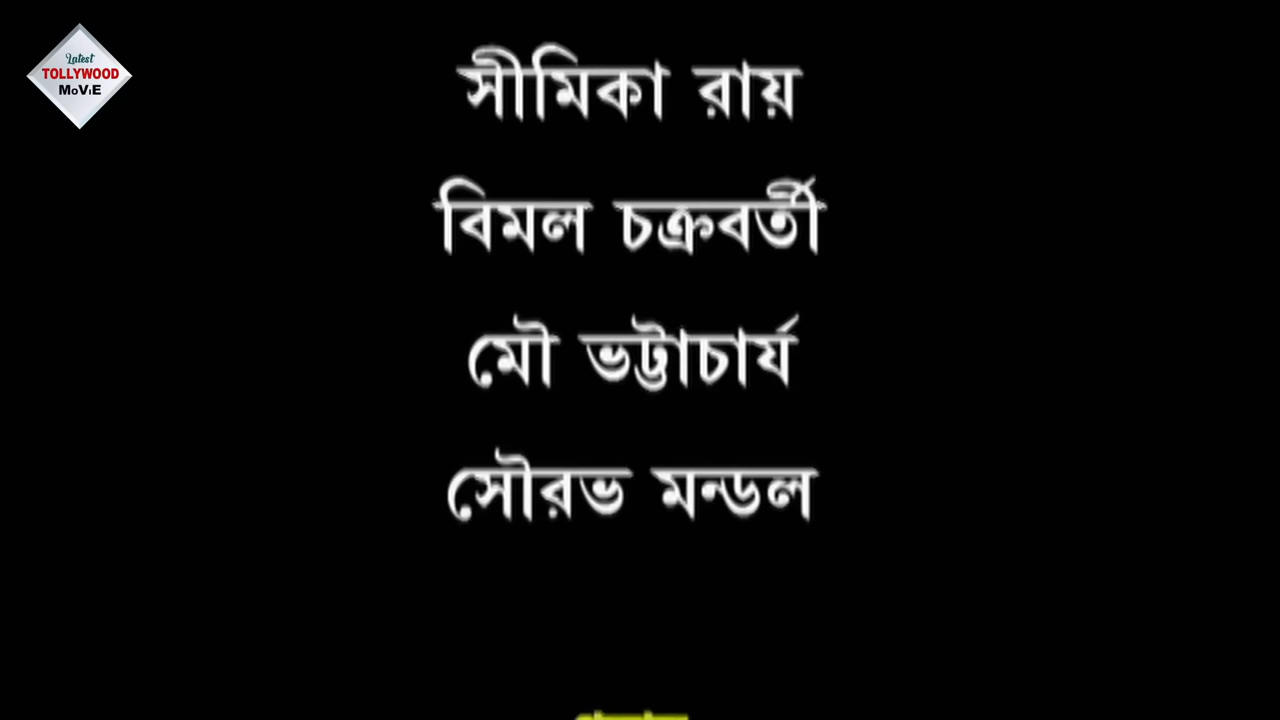 Latest
TOLLYWOOD
MoViE
সীমিকা রায়
বিমল চক্রবর্তী
মৌ ভট্টাচার্য
সৌরভ মন্ডল